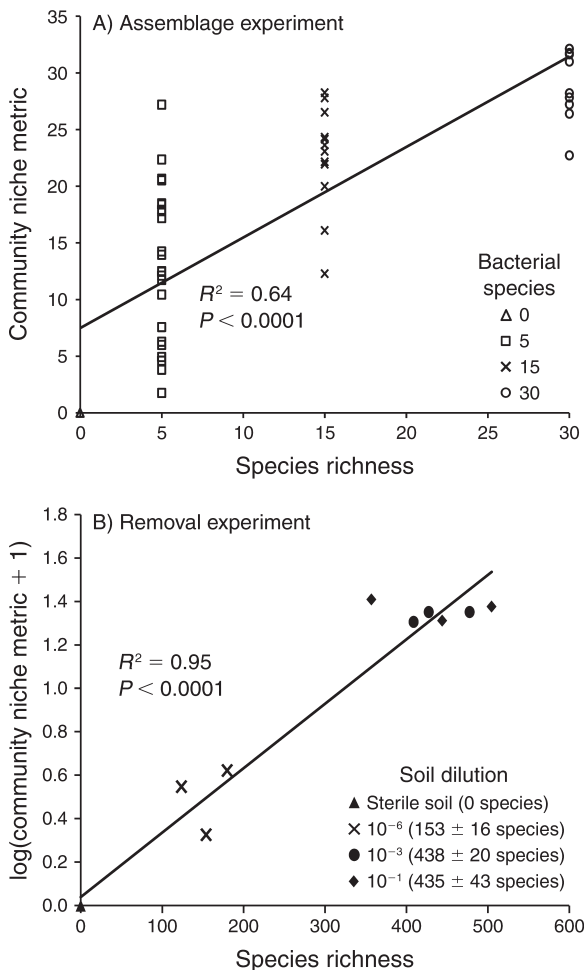 A) Assemblage experiment
35
30
25
20
15
10
5
0
Community niche metric
R² = 0.64
P < 0.0001
Bacterial
species
0
5
15
30
0 5 10 15 20 25 30
Species richness
B) Removal experiment
1.8
1.6
1.4
1.2
1.0
0.8
0.6
0.4
0.2
0.0
log(community niche metric + 1)
R² = 0.95
P < 0.0001
Soil dilution
Sterile soil (0 species)
10⁻⁶ (153 ± 16 species)
10⁻³ (438 ± 20 species)
10⁻¹ (435 ± 43 species)
0 100 200 300 400 500 600
Species richness